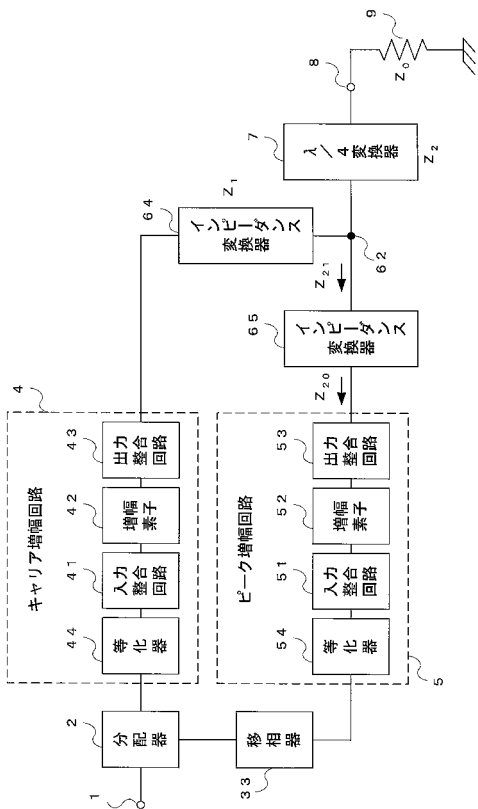 1
2
分配器
33
移相器
4
キャリア増幅回路
44
等化器
41
入力整合
回路
42
増幅
素子
43
出力整合
回路
5
ピーク増幅回路
54
等化器
51
入力整合
回路
52
増幅
素子
53
出力整合
回路
64
インピーダンス
変換器
Z1
65
インピーダンス
変換器
Z20
Z21
62
7
λ/4変換器
Z2
8
9
Z0